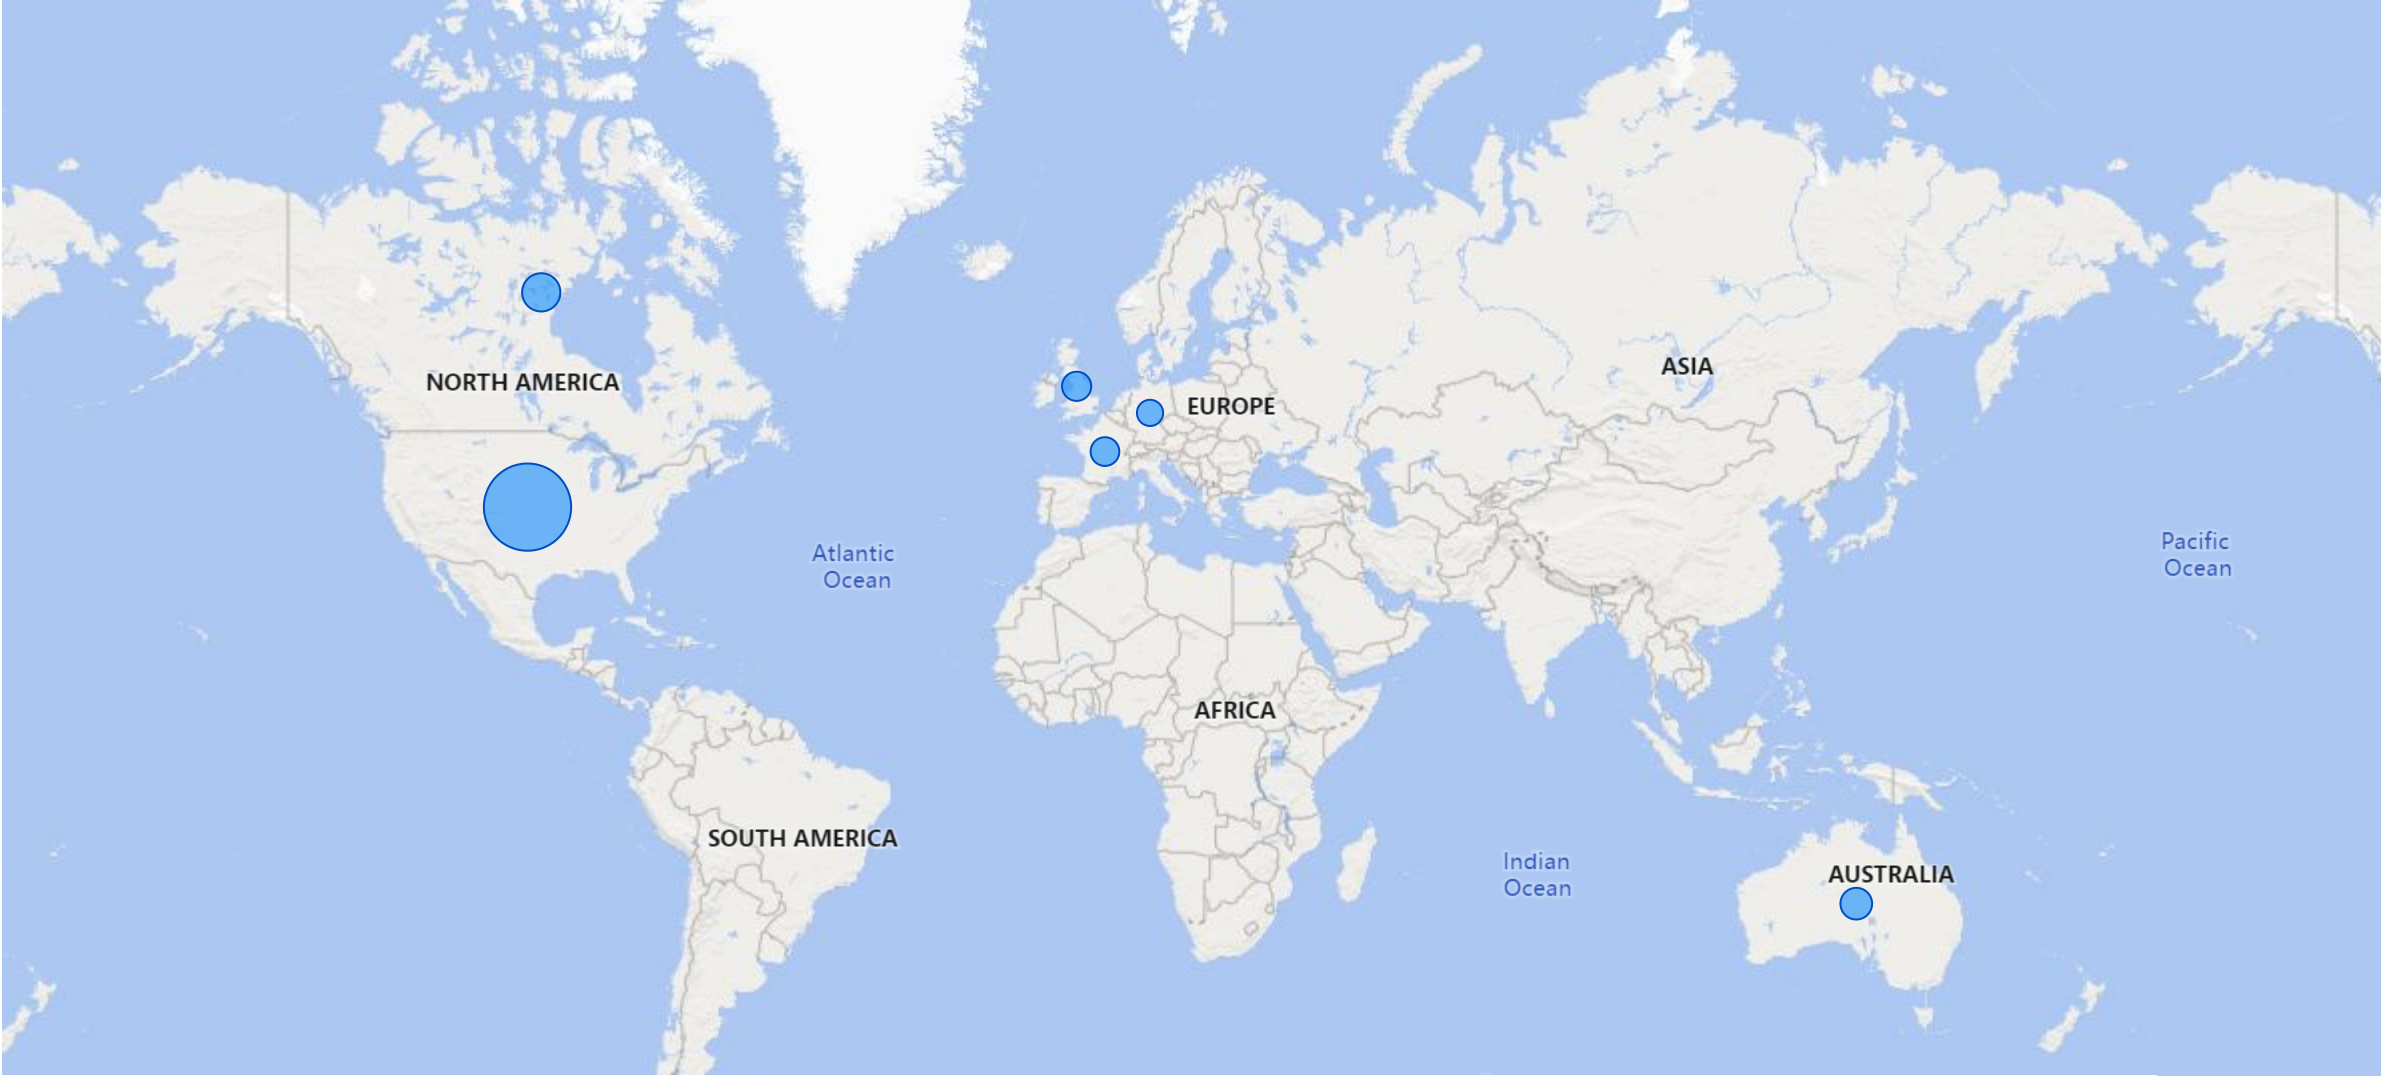 ASIA
NORTH AMERICA
EUROPE
Atlantic
Ocean
Pacific
Ocean
AFRICA
SOUTH AMERICA
Indian
Ocean
AUSTRALIA